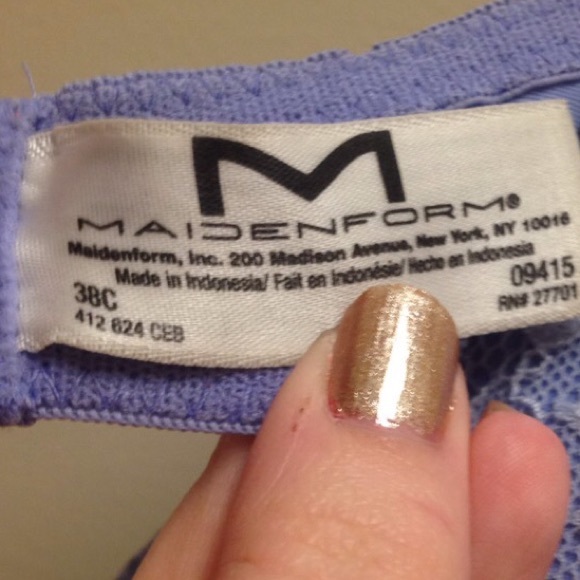 M
MAIDENFORM®
Maidenform, Inc. 200 Madison Avenue, New York, NY 10016
Made in Indonesia/ Fait en Indonésie/ Hecho en Indonesia
38C 09415
412 624 CEB RN# 27701